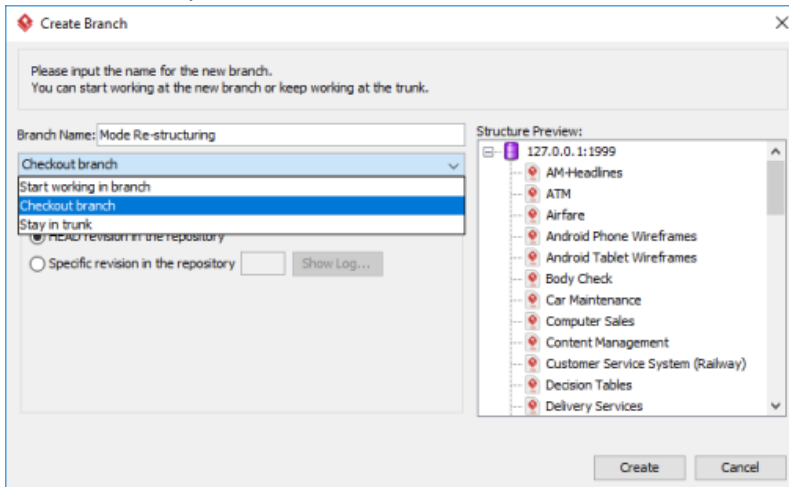 Create Branch
Please input the name for the new branch.
You can start working at the new branch or keep working at the trunk.
Branch Name: Mode Re-structuring
Checkout branch
Start working in branch
Checkout branch
Stay in trunk
HEAD revision in the repository
Specific revision in the repository
Show Log...
Structure Preview:
127.0.0.1:1999
AM-Headlines
ATM
Airfare
Android Phone Wireframes
Android Tablet Wireframes
Body Check
Car Maintenance
Computer Sales
Content Management
Customer Service System (Railway)
Decision Tables
Delivery Services
Create
Cancel